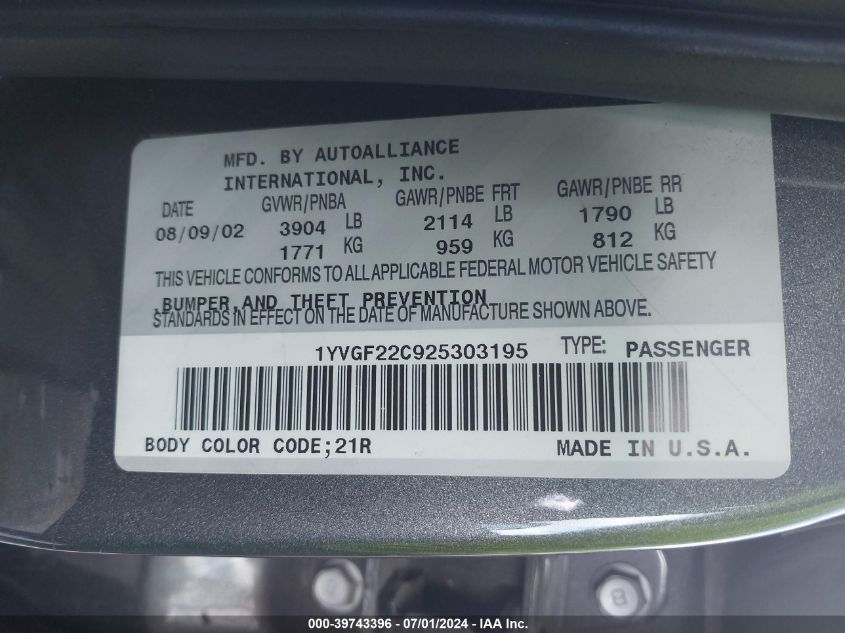 MFD. BY AUTOALLIANCE
INTERNATIONAL, INC.
DATE GVWR/PNBA GAWR/PNBE FRT GAWR/PNBE RR
08/09/02 3904 LB 2114 LB 1790 LB
1771 KG 959 KG 812 KG
THIS VEHICLE CONFORMS TO ALL APPLICABLE FEDERAL MOTOR VEHICLE SAFETY
,BUMPER,AND THEFT PREVENTION
STANDARDS IN EFFECT ON THE DATE OF MANUFACTURE SHOWN ABOVE.
1YVGF22C925303195 TYPE: PASSENGER
BODY COLOR CODE;21R MADE IN U.S.A.
8
000-39743396 - 07/01/2024 - IAA Inc.